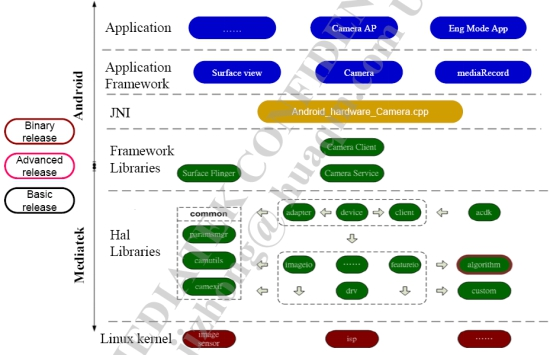 Application
......
Camera AP
Eng Mode App
Application
Framework
Surface view
Camera
mediaRecord
JNI
Android_hardware_Camera.cpp
Framework
Libraries
Camera Client
Surface Flinger
Camera Service
Hal
Libraries
common
adapter
device
client
acdk
paramsmgr
camutils
imageio
......
featureio
algorithm
camexif
drv
custom
Linux kernel
image
sensor
isp
......
Android
Mediatek
Binary
release
Advanced
release
Basic
release
MEDIATEK CONFIDEN
jizhong@huaqin.com U